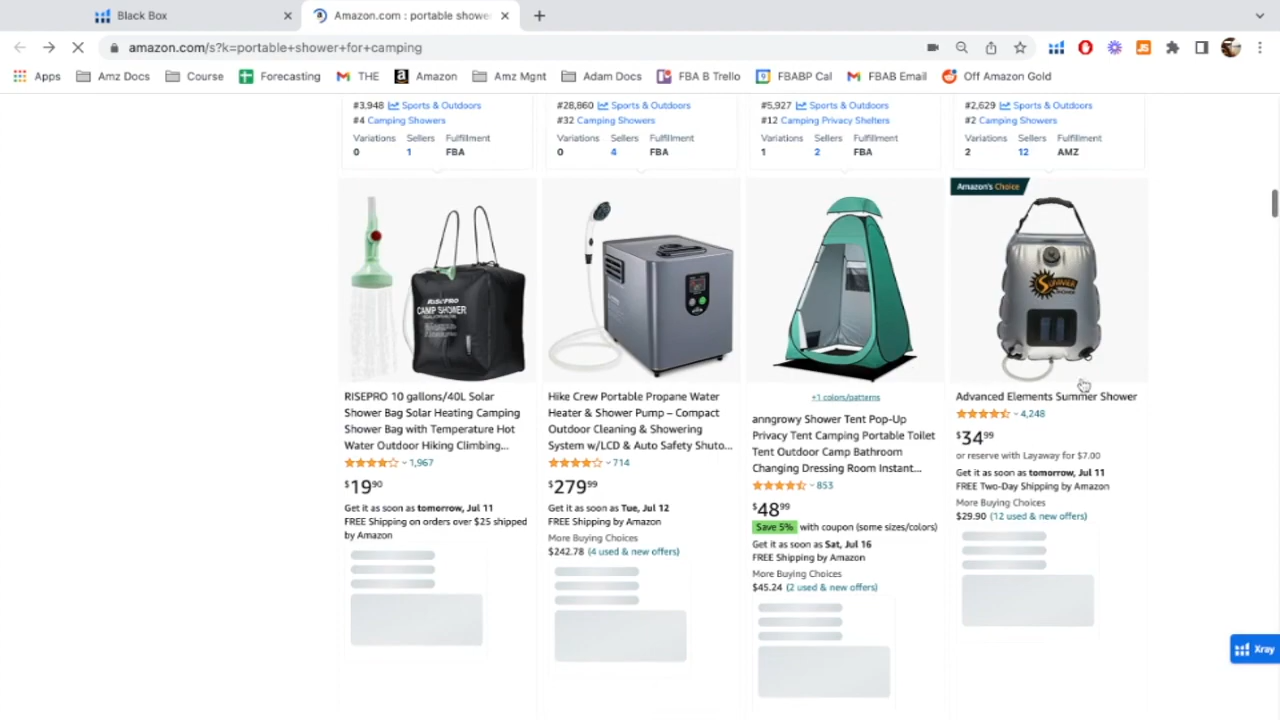 Black Box
Amazon.com : portable shower
amazon.com/s?k=portable+shower+for+camping
Apps
Amz Docs
Course
Forecasting
THE
Amazon
Amz Mgnt
Adam Docs
FBA B Trello
FBABP Cal
FBAB Email
Off Amazon Gold
#3,948 Sports & Outdoors
#4 Camping Showers
Variations Sellers Fulfillment
0 1 FBA
#28,860 Sports & Outdoors
#32 Camping Showers
Variations Sellers Fulfillment
0 4 FBA
#5,927 Sports & Outdoors
#12 Camping Privacy Shelters
Variations Sellers Fulfillment
1 2 FBA
#2,629 Sports & Outdoors
#2 Camping Showers
Variations Sellers Fulfillment
2 12 AMZ
RISEPRO
CAMP SHOWER
RISEPRO 10 gallons/40L Solar
Shower Bag Solar Heating Camping
Shower Bag with Temperature Hot
Water Outdoor Hiking Climbing...
1,967
$19.90
Get it as soon as tomorrow, Jul 11
FREE Shipping on orders over $25 shipped
by Amazon
Hike Crew Portable Propane Water
Heater & Shower Pump – Compact
Outdoor Cleaning & Showering
System w/LCD & Auto Safety Shuto...
714
$279.99
Get it as soon as Tue, Jul 12
FREE Shipping by Amazon
More Buying Choices
$242.78 (4 used & new offers)
+1 colors/patterns
anngrowy Shower Tent Pop-Up
Privacy Tent Camping Portable Toilet
Tent Outdoor Camp Bathroom
Changing Dressing Room Instant...
853
$48.99
Save 5% with coupon (some sizes/colors)
Get it as soon as Sat, Jul 16
FREE Shipping by Amazon
More Buying Choices
$45.24 (2 used & new offers)
Amazon's Choice
SUMMER
SHOWER
Advanced Elements Summer Shower
4,248
$34.99
or reserve with Layaway for $7.00
Get it as soon as tomorrow, Jul 11
FREE Two-Day Shipping by Amazon
More Buying Choices
$29.90 (12 used & new offers)
Xray